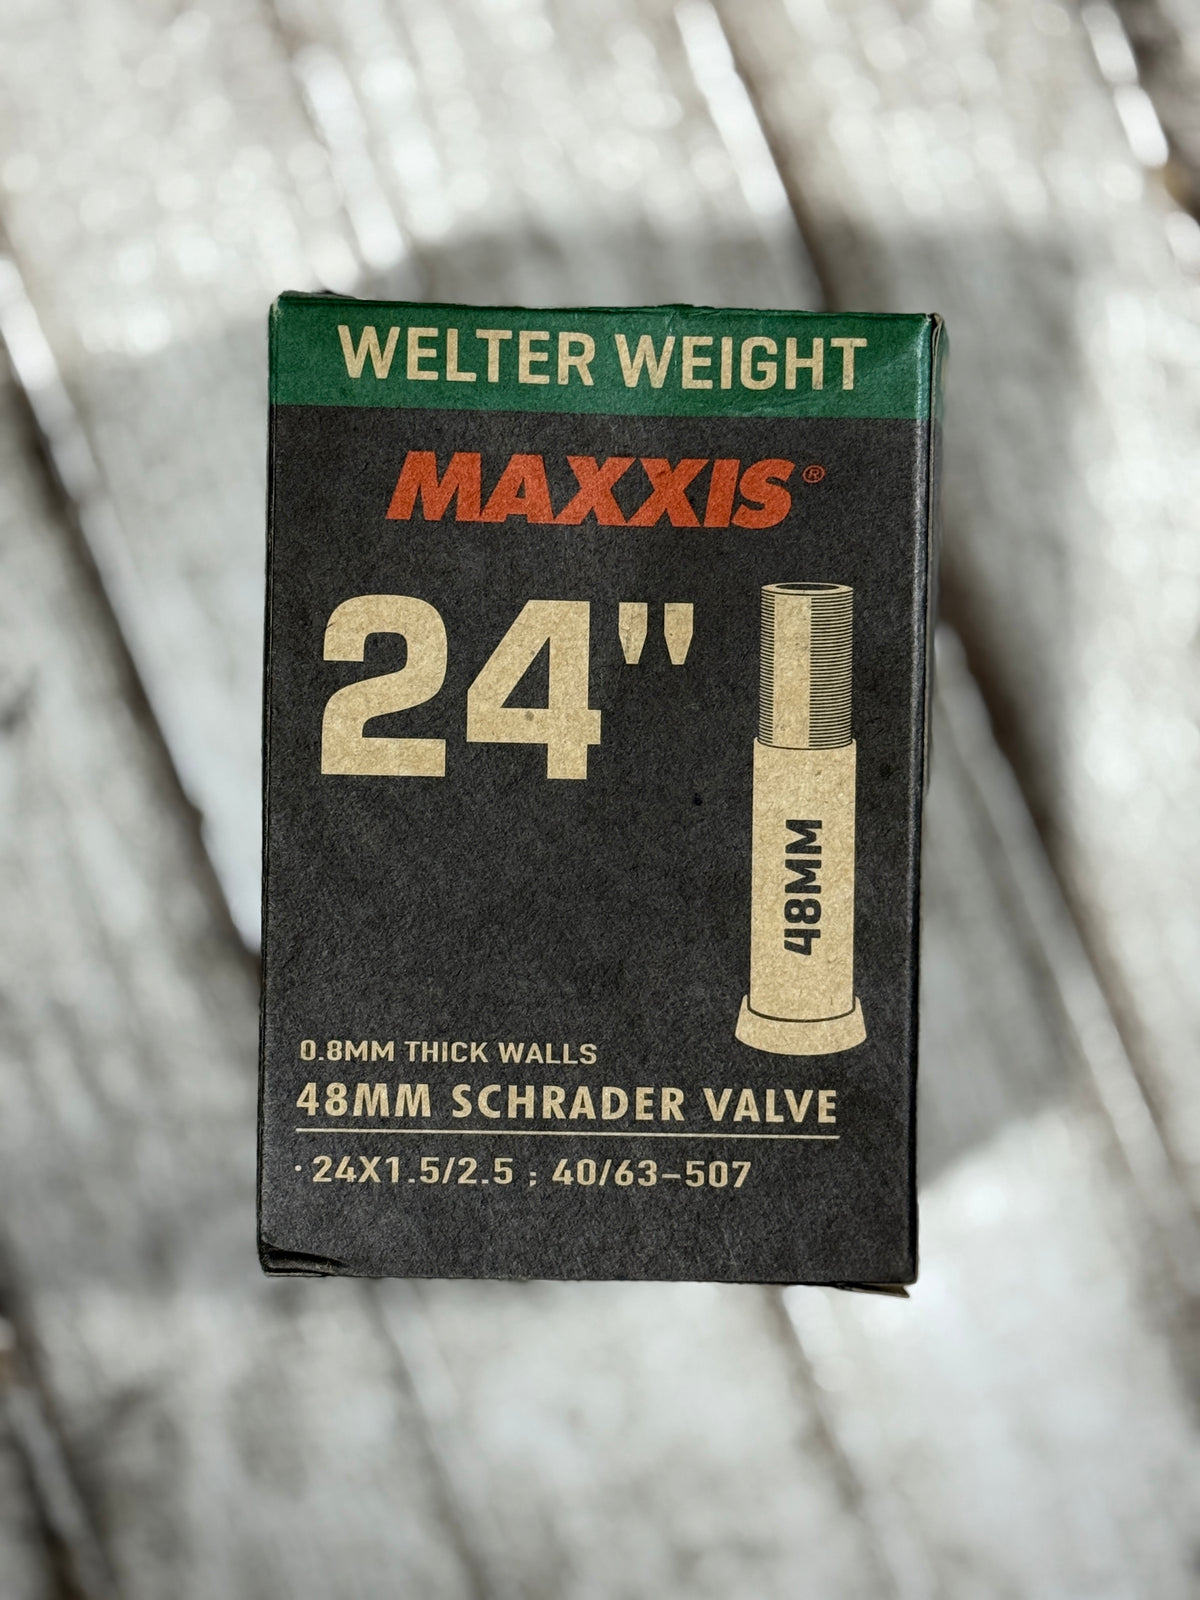 WELTER WEIGHT
MAXXIS®
24"
48MM
0.8MM THICK WALLS
48MM SCHRADER VALVE
· 24X1.5/2.5 ; 40/63-507